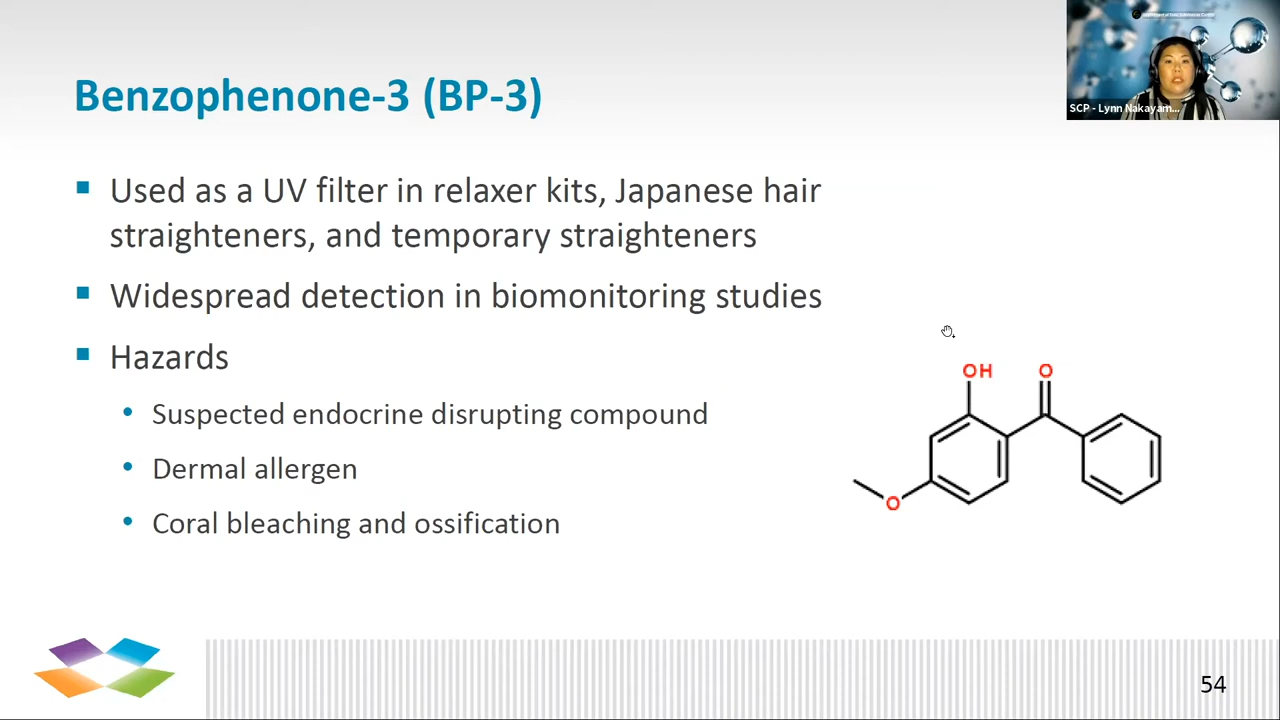 Benzophenone-3 (BP-3)
SCP - Lynn Nakayam...
Used as a UV filter in relaxer kits, Japanese hair
straighteners, and temporary straighteners
Widespread detection in biomonitoring studies
Hazards
Suspected endocrine disrupting compound
Dermal allergen
Coral bleaching and ossification
OH
O
O
54